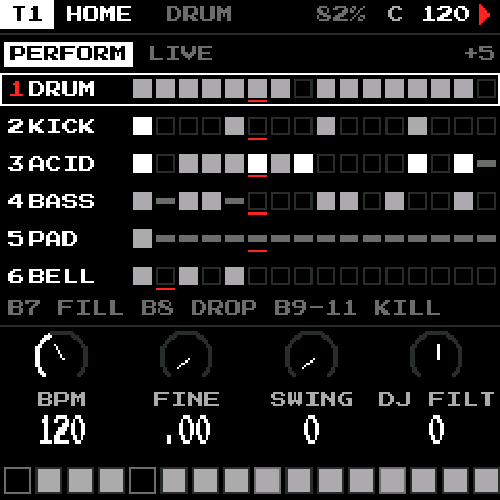 T1 HOME DRUM 82% C 120
PERFORM LIVE +5
1 DRUM
2 KICK
3 ACID
4 BASS
5 PAD
6 BELL
B7 FILL B8 DROP B9-11 KILL
BPM FINE SWING DJ FILT
120 .00 0 0